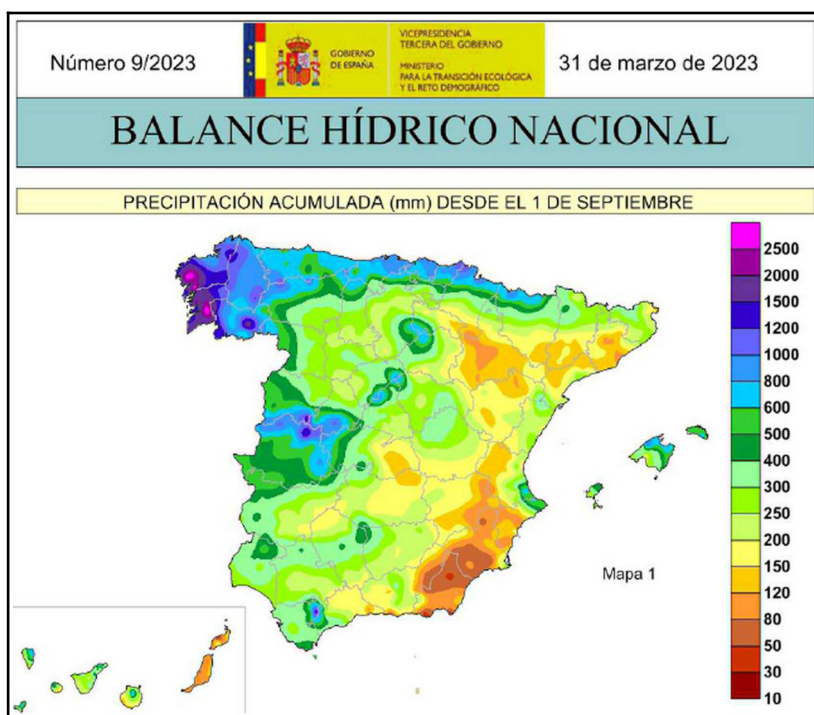 Número 9/2023
GOBIERNO
DE ESPAÑA
VICEPRESIDENCIA
TERCERA DEL GOBIERNO
MINISTERIO
PARA LA TRANSICIÓN ECOLÓGICA
Y EL RETO DEMOGRÁFICO
31 de marzo de 2023
BALANCE HÍDRICO NACIONAL
PRECIPITACIÓN ACUMULADA (mm) DESDE EL 1 DE SEPTIEMBRE
2500
2000
1500
1200
1000
800
600
500
400
300
250
200
150
120
80
50
30
10
Mapa 1